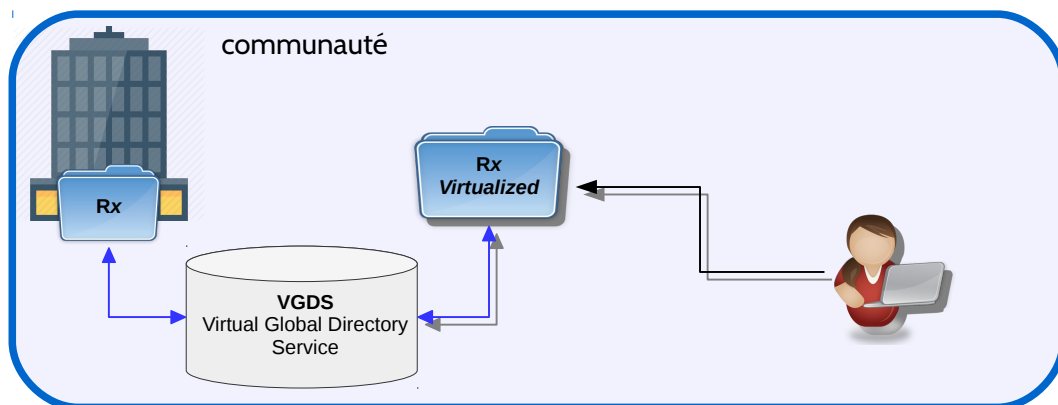 communauté
Rx
Virtualized
Rx
VGDS
Virtual Global Directory
Service